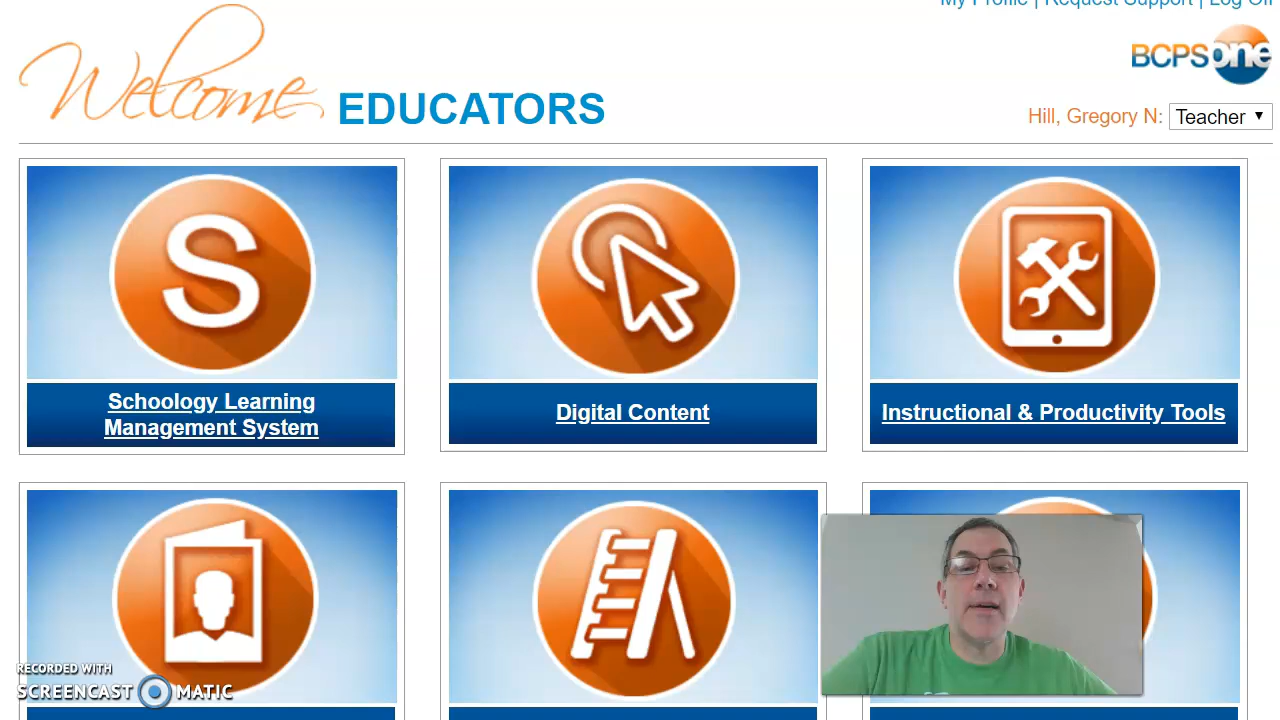 My Profile | Request Support | Log Off
Welcome EDUCATORS
BCPSone
Hill, Gregory N: Teacher
S
Schoology Learning
Management System
Digital Content
Instructional & Productivity Tools
RECORDED WITH
SCREENCAST MATIC